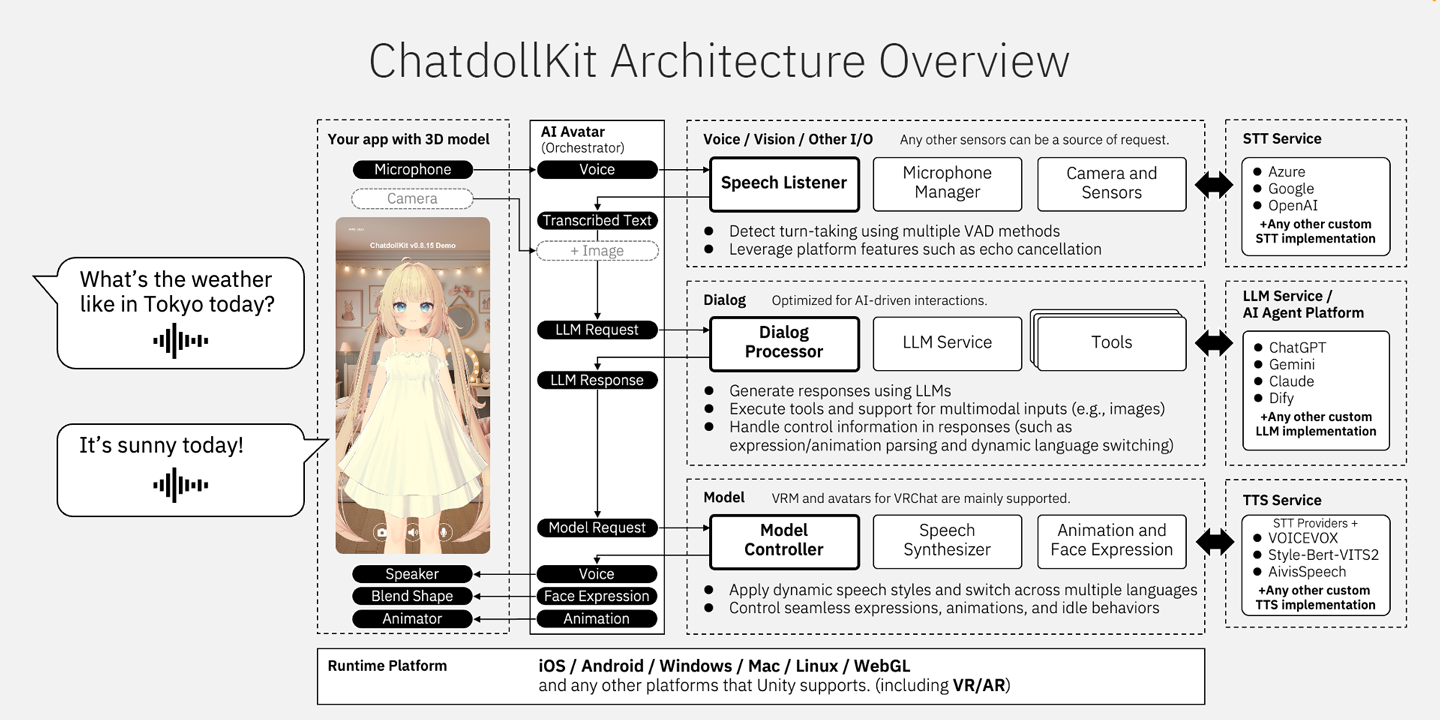 ChatdollKit Architecture Overview
What's the weather
like in Tokyo today?
It's sunny today!
Your app with 3D model
Microphone
Camera
ChatdollKit v0.8.15 Demo
Speaker
Blend Shape
Animator
AI Avatar
(Orchestrator)
Voice
Transcribed Text
+ Image
LLM Request
LLM Response
Model Request
Voice
Face Expression
Animation
Voice / Vision / Other I/O
Any other sensors can be a source of request.
Speech Listener
Microphone
Manager
Camera and
Sensors
● Detect turn-taking using multiple VAD methods
● Leverage platform features such as echo cancellation
Dialog
Optimized for AI-driven interactions.
Dialog
Processor
LLM Service
Tools
● Generate responses using LLMs
● Execute tools and support for multimodal inputs (e.g., images)
● Handle control information in responses (such as
expression/animation parsing and dynamic language switching)
Model
VRM and avatars for VRChat are mainly supported.
Model
Controller
Speech
Synthesizer
Animation and
Face Expression
● Apply dynamic speech styles and switch across multiple languages
● Control seamless expressions, animations, and idle behaviors
STT Service
● Azure
● Google
● OpenAI
+Any other custom
STT implementation
LLM Service /
AI Agent Platform
● ChatGPT
● Gemini
● Claude
● Dify
+Any other custom
LLM implementation
TTS Service
STT Providers +
● VOICEVOX
● Style-Bert-VITS2
● AivisSpeech
+Any other custom
TTS implementation
Runtime Platform
iOS / Android / Windows / Mac / Linux / WebGL
and any other platforms that Unity supports. (including VR/AR)